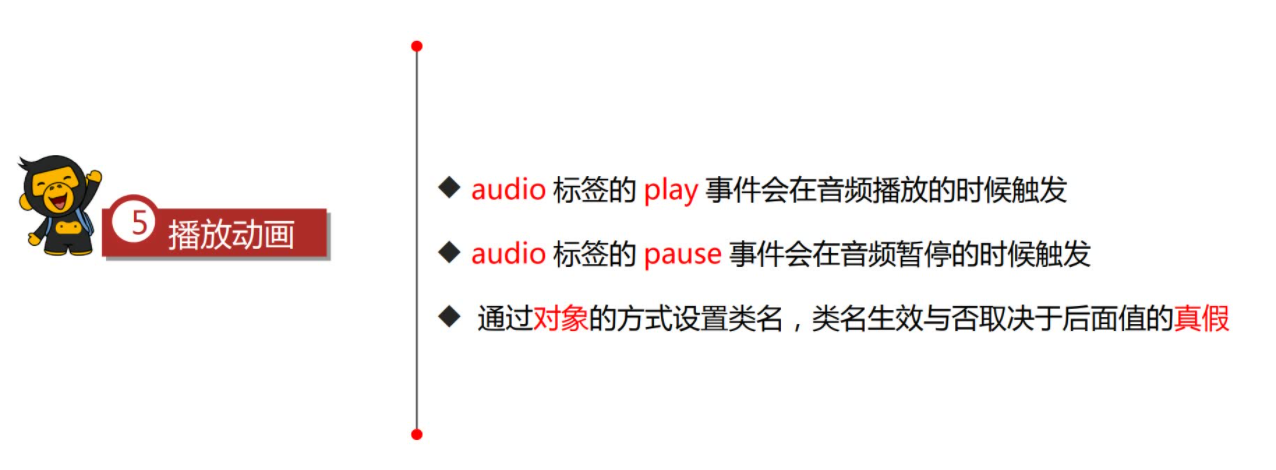 5 播放动画
◆ audio 标签的 play 事件会在音频播放的时候触发
◆ audio 标签的 pause 事件会在音频暂停的时候触发
◆ 通过对象的方式设置类名，类名生效与否取决于后面值的真假